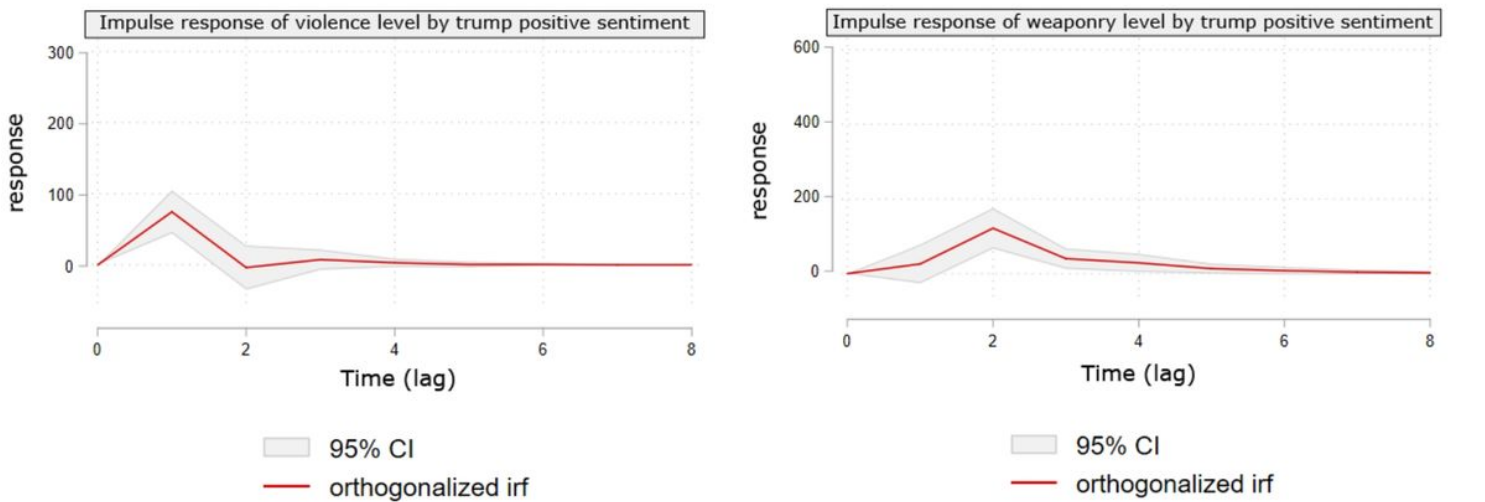 Impulse response of violence level by trump positive sentiment
300
200
100
0
response
0 2 4 6 8
Time (lag)
95% CI
orthogonalized irf
Impulse response of weaponry level by trump positive sentiment
600
400
200
0
response
0 2 4 6 8
Time (lag)
95% CI
orthogonalized irf